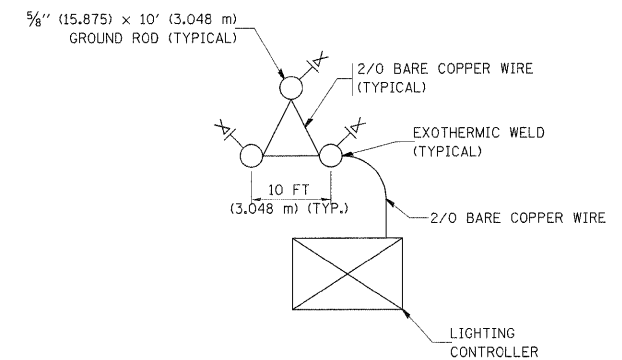 5/8'' (15.875) × 10' (3.048 m)
GROUND ROD (TYPICAL)
2/0 BARE COPPER WIRE
(TYPICAL)
EXOTHERMIC WELD
(TYPICAL)
10 FT
(3.048 m) (TYP.)
2/0 BARE COPPER WIRE
LIGHTING
CONTROLLER